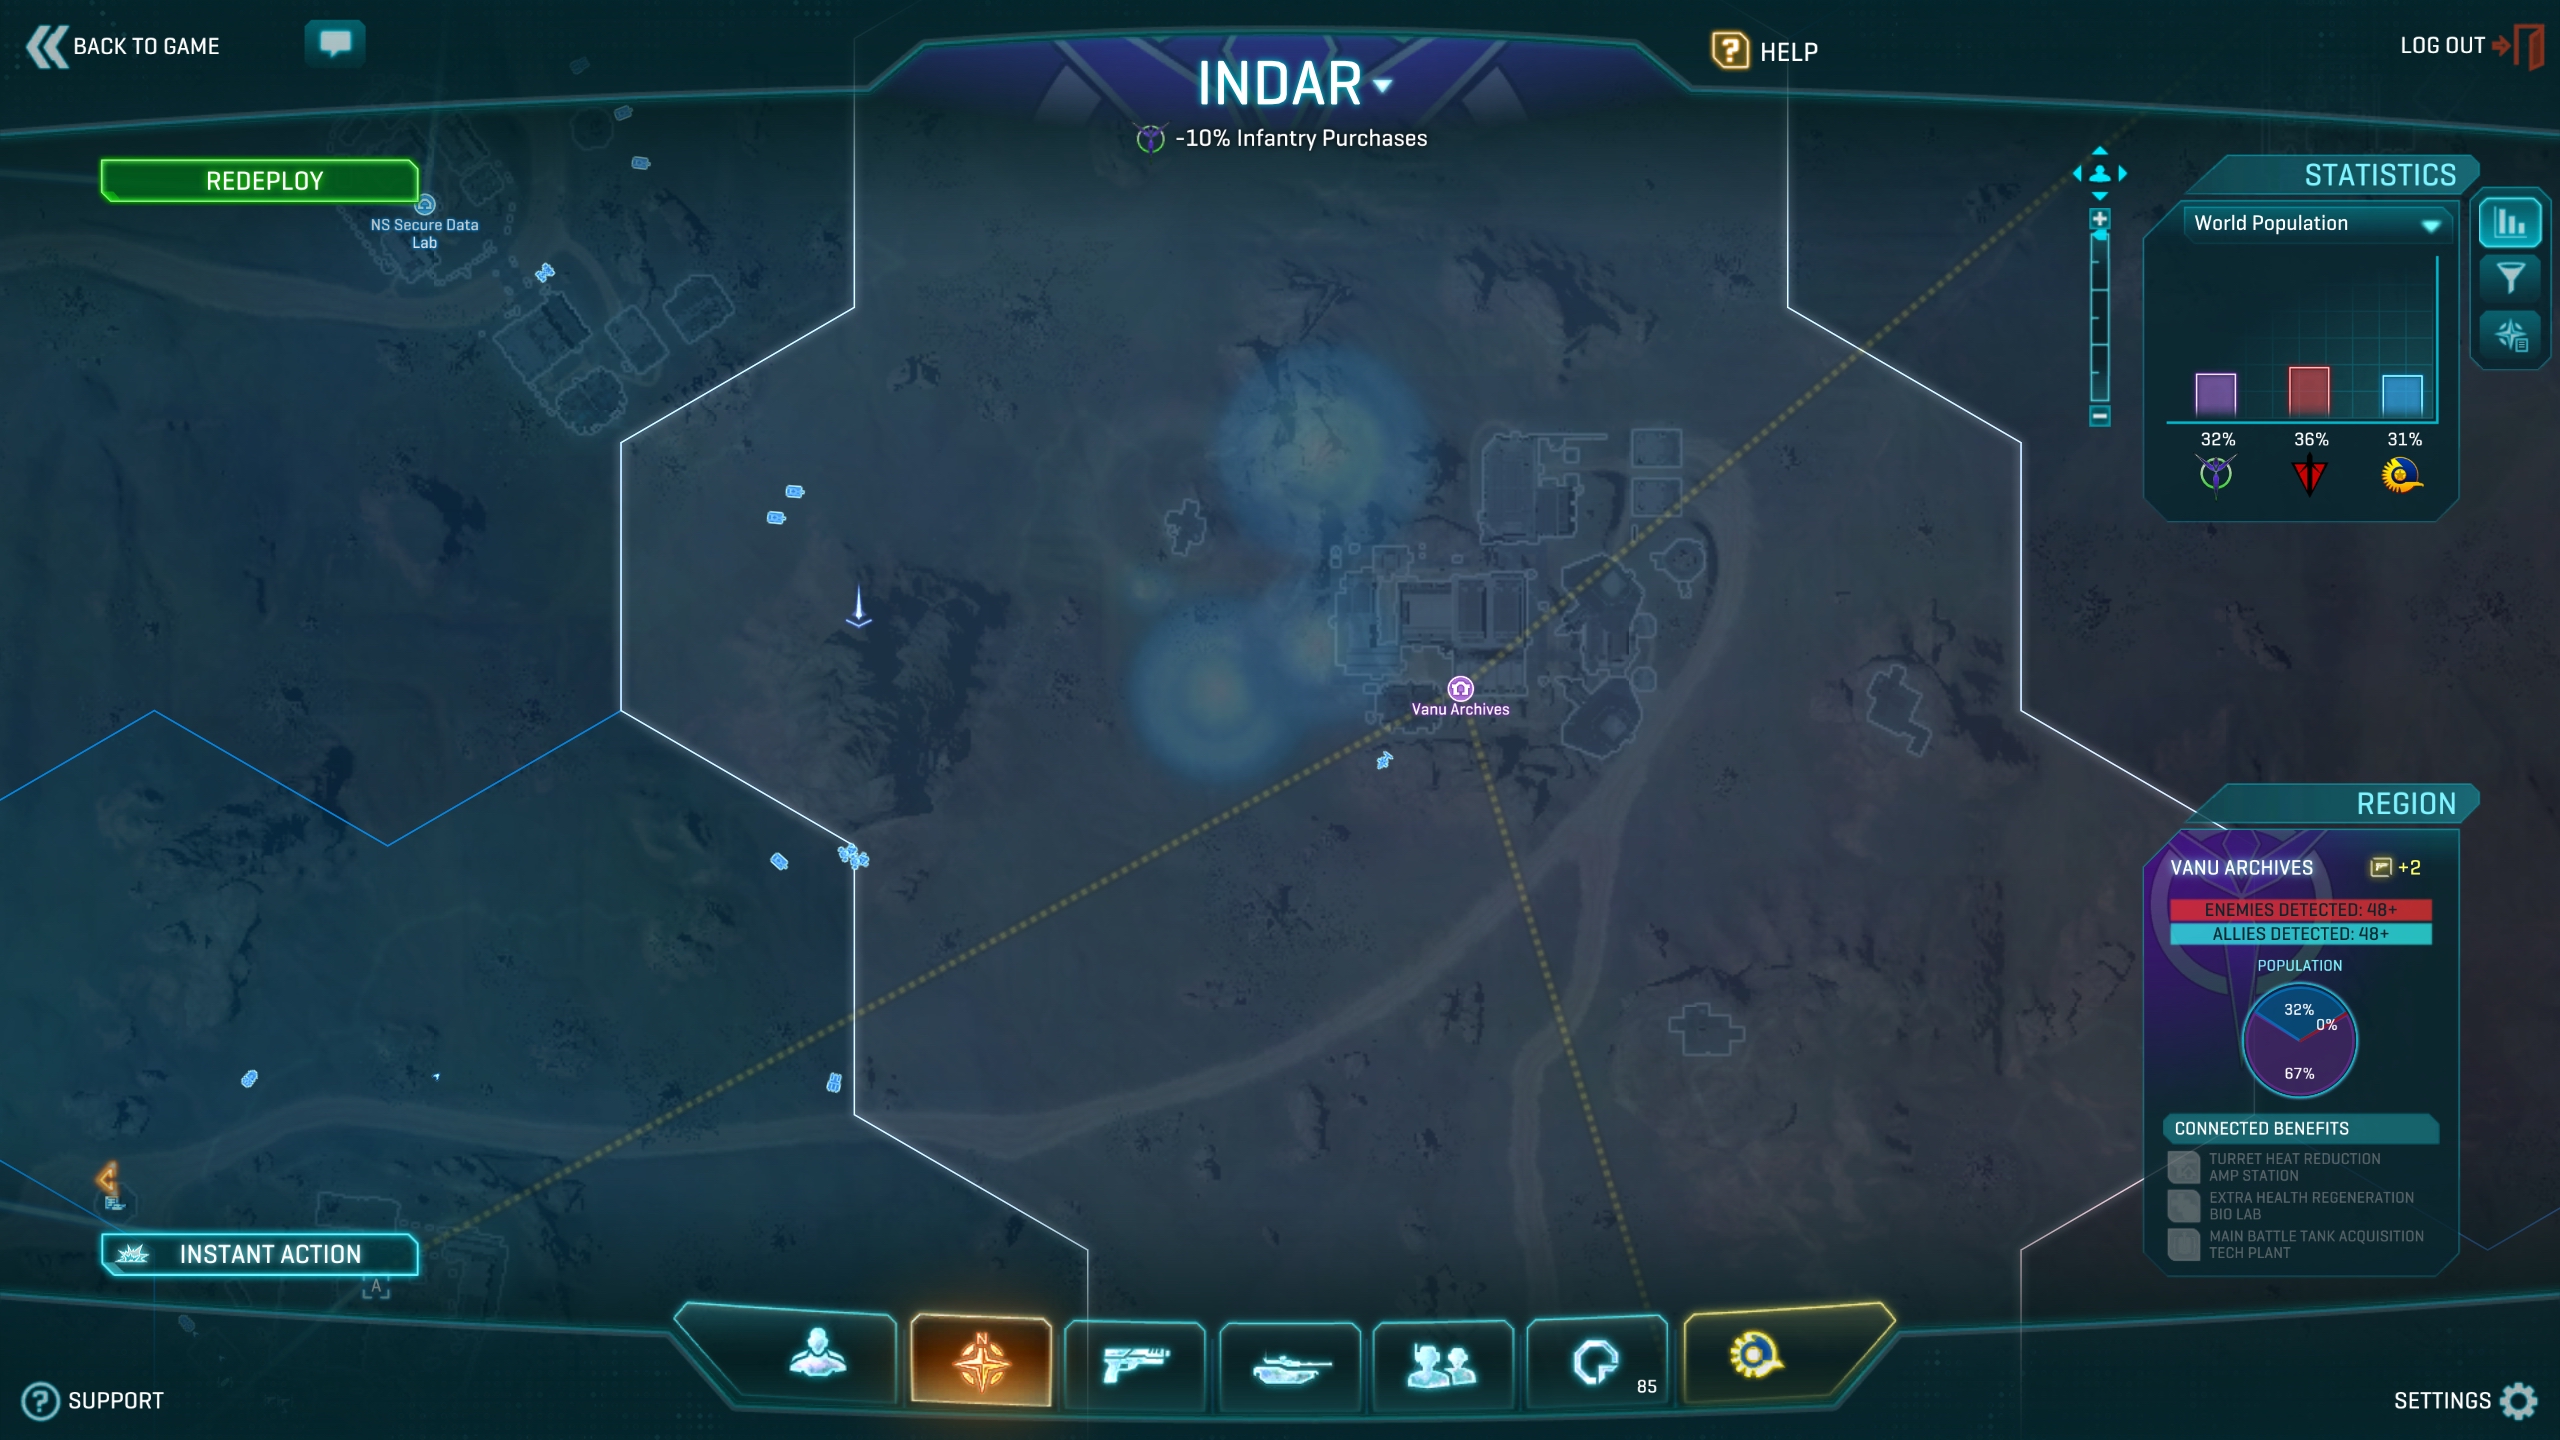 BACK TO GAME
INDAR
HELP
LOG OUT
-10% Infantry Purchases
REDEPLOY
NS Secure Data
Lab
STATISTICS
World Population
32%
36%
31%
Vanu Archives
REGION
VANU ARCHIVES
+2
ENEMIES DETECTED: 48+
ALLIES DETECTED: 48+
POPULATION
32%
0%
67%
CONNECTED BENEFITS
TURRET HEAT REDUCTION
AMP STATION
EXTRA HEALTH REGENERATION
BIO LAB
MAIN BATTLE TANK ACQUISITION
TECH PLANT
INSTANT ACTION
A
N
85
SUPPORT
SETTINGS